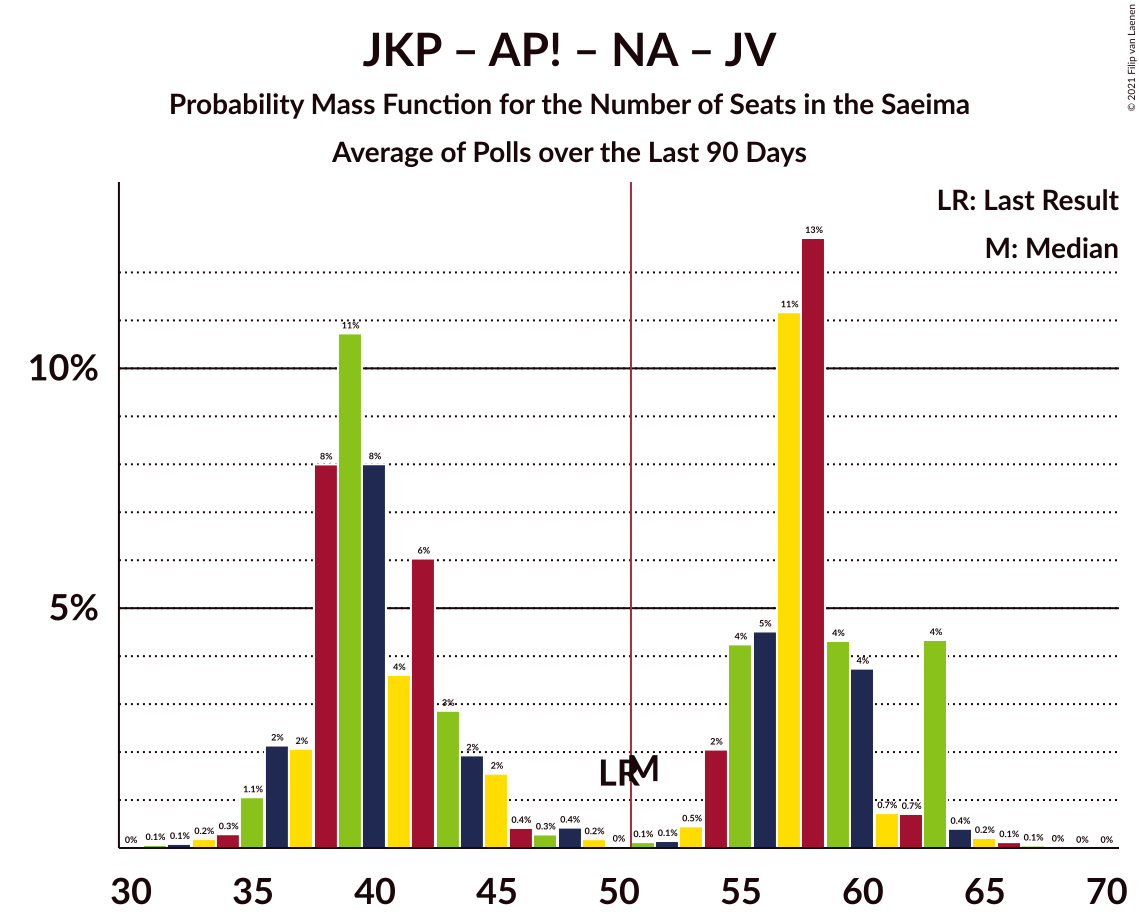 JKP – AP! – NA – JV
Probability Mass Function for the Number of Seats in the Saeima
Average of Polls over the Last 90 Days
© 2021 Filip van Laenen
LR: Last Result
M: Median
10%
5%
0% 0.1% 0.1% 0.2% 0.3% 1.1% 2% 2% 8% 11% 8% 4% 6% 3% 2% 2% 0.4% 0.3% 0.4% 0.2% 0% 0.1% 0.1% 0.5% 2% 4% 5% 11% 13% 4% 4% 0.7% 0.7% 4% 0.4% 0.2% 0.1% 0.1% 0% 0% 0%
LR M
30 35 40 45 50 55 60 65 70